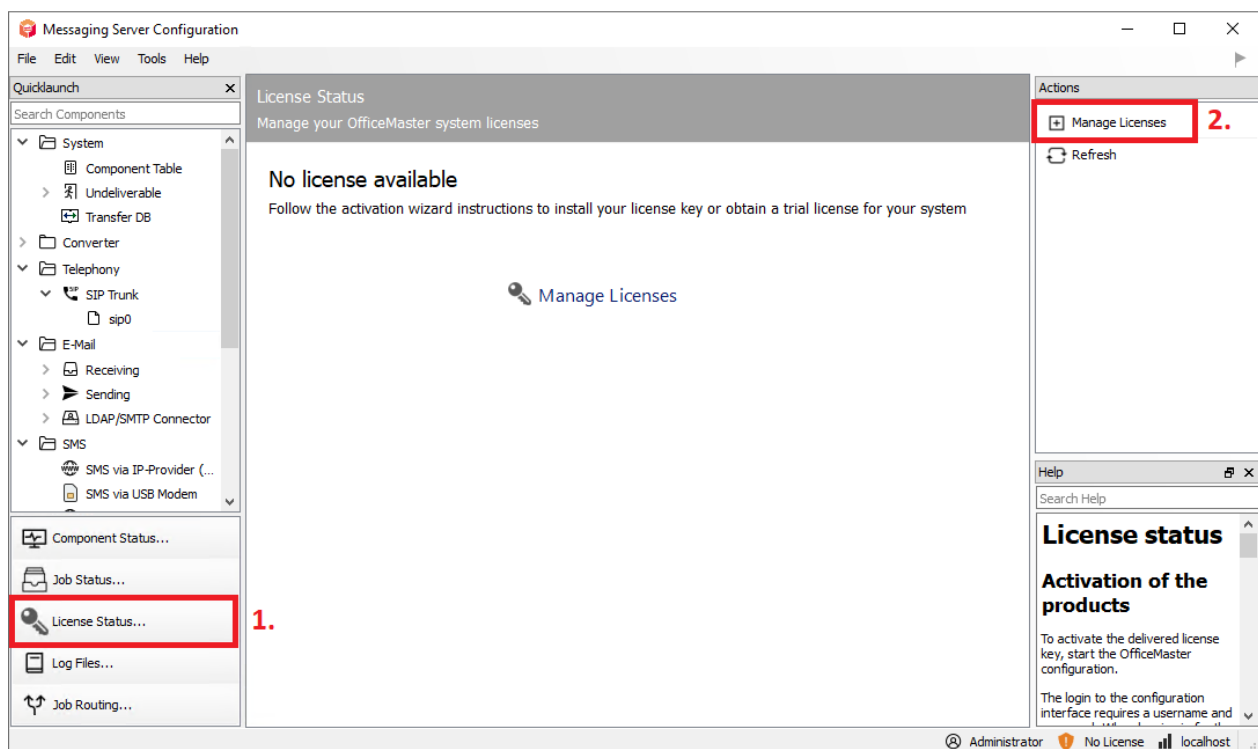 Messaging Server Configuration
File Edit View Tools Help
Quicklaunch
Search Components
System
Component Table
Undeliverable
Transfer DB
Converter
Telephony
SIP Trunk
sip0
E-Mail
Receiving
Sending
LDAP/SMTP Connector
SMS
SMS via IP-Provider (...
SMS via USB Modem
Component Status...
Job Status...
License Status...
1.
Log Files...
Job Routing...
License Status
Manage your OfficeMaster system licenses
No license available
Follow the activation wizard instructions to install your license key or obtain a trial license for your system
Manage Licenses
Actions
Manage Licenses
2.
Refresh
Help
Search Help
License status
Activation of the
products
To activate the delivered license
key, start the OfficeMaster
configuration.
The login to the configuration
interface requires a username and
Administrator No License localhost